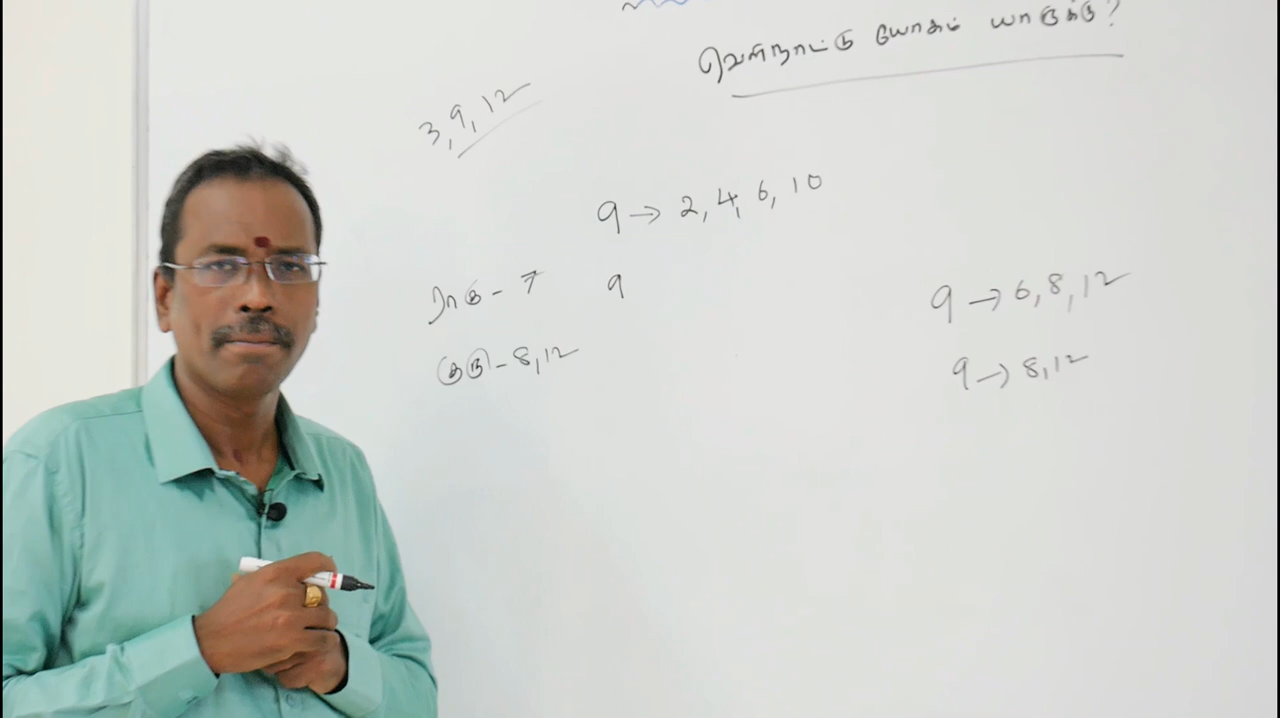 வெளிநாட்டு யோகம் யாருக்கு?
3, 9, 12
9 → 2, 4, 6, 10
ராகு - 7 9
குரு - 8, 12
9 → 6, 8, 12
9 → 8, 12